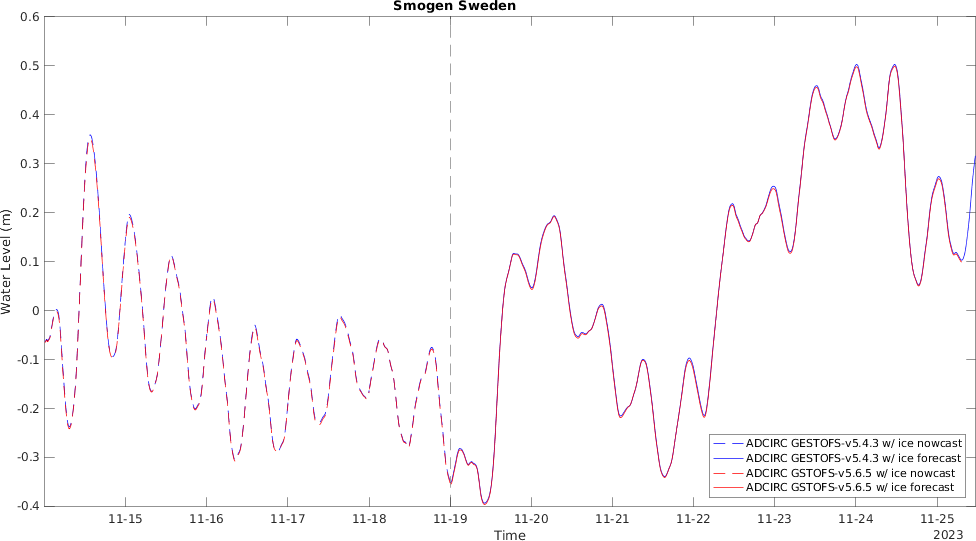 Smogen Sweden
Water Level (m)
0.6
0.5
0.4
0.3
0.2
0.1
0
-0.1
-0.2
-0.3
-0.4
ADCIRC GESTOFS-v5.4.3 w/ ice nowcast
ADCIRC GESTOFS-v5.4.3 w/ ice forecast
ADCIRC GSTOFS-v5.6.5 w/ ice nowcast
ADCIRC GSTOFS-v5.6.5 w/ ice forecast
11-15 11-16 11-17 11-18 11-19 11-20 11-21 11-22 11-23 11-24 11-25
Time
2023